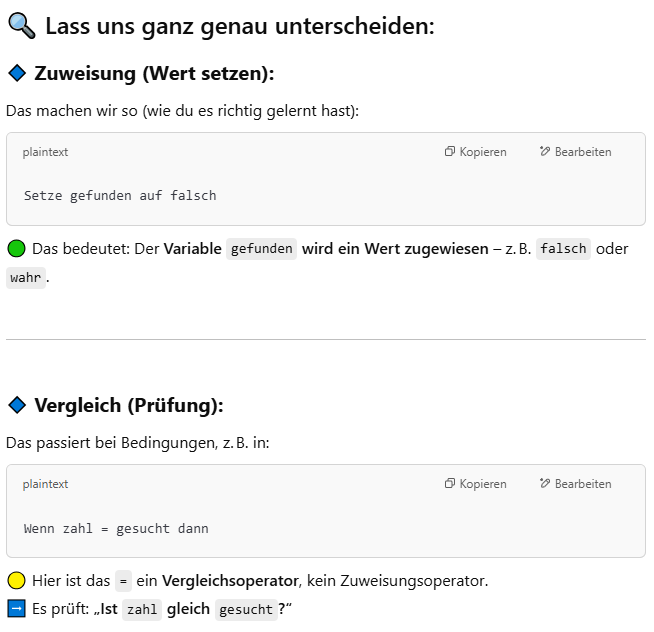 🔍 Lass uns ganz genau unterscheiden:
🔷 Zuweisung (Wert setzen):
Das machen wir so (wie du es richtig gelernt hast):
plaintext Kopieren Bearbeiten
Setze gefunden auf falsch
🟢 Das bedeutet: Der Variable gefunden wird ein Wert zugewiesen – z. B. falsch oder
wahr.
🔷 Vergleich (Prüfung):
Das passiert bei Bedingungen, z. B. in:
plaintext Kopieren Bearbeiten
Wenn zahl = gesucht dann
🟡 Hier ist das = ein Vergleichsoperator, kein Zuweisungsoperator.
➡️ Es prüft: „Ist zahl gleich gesucht?“